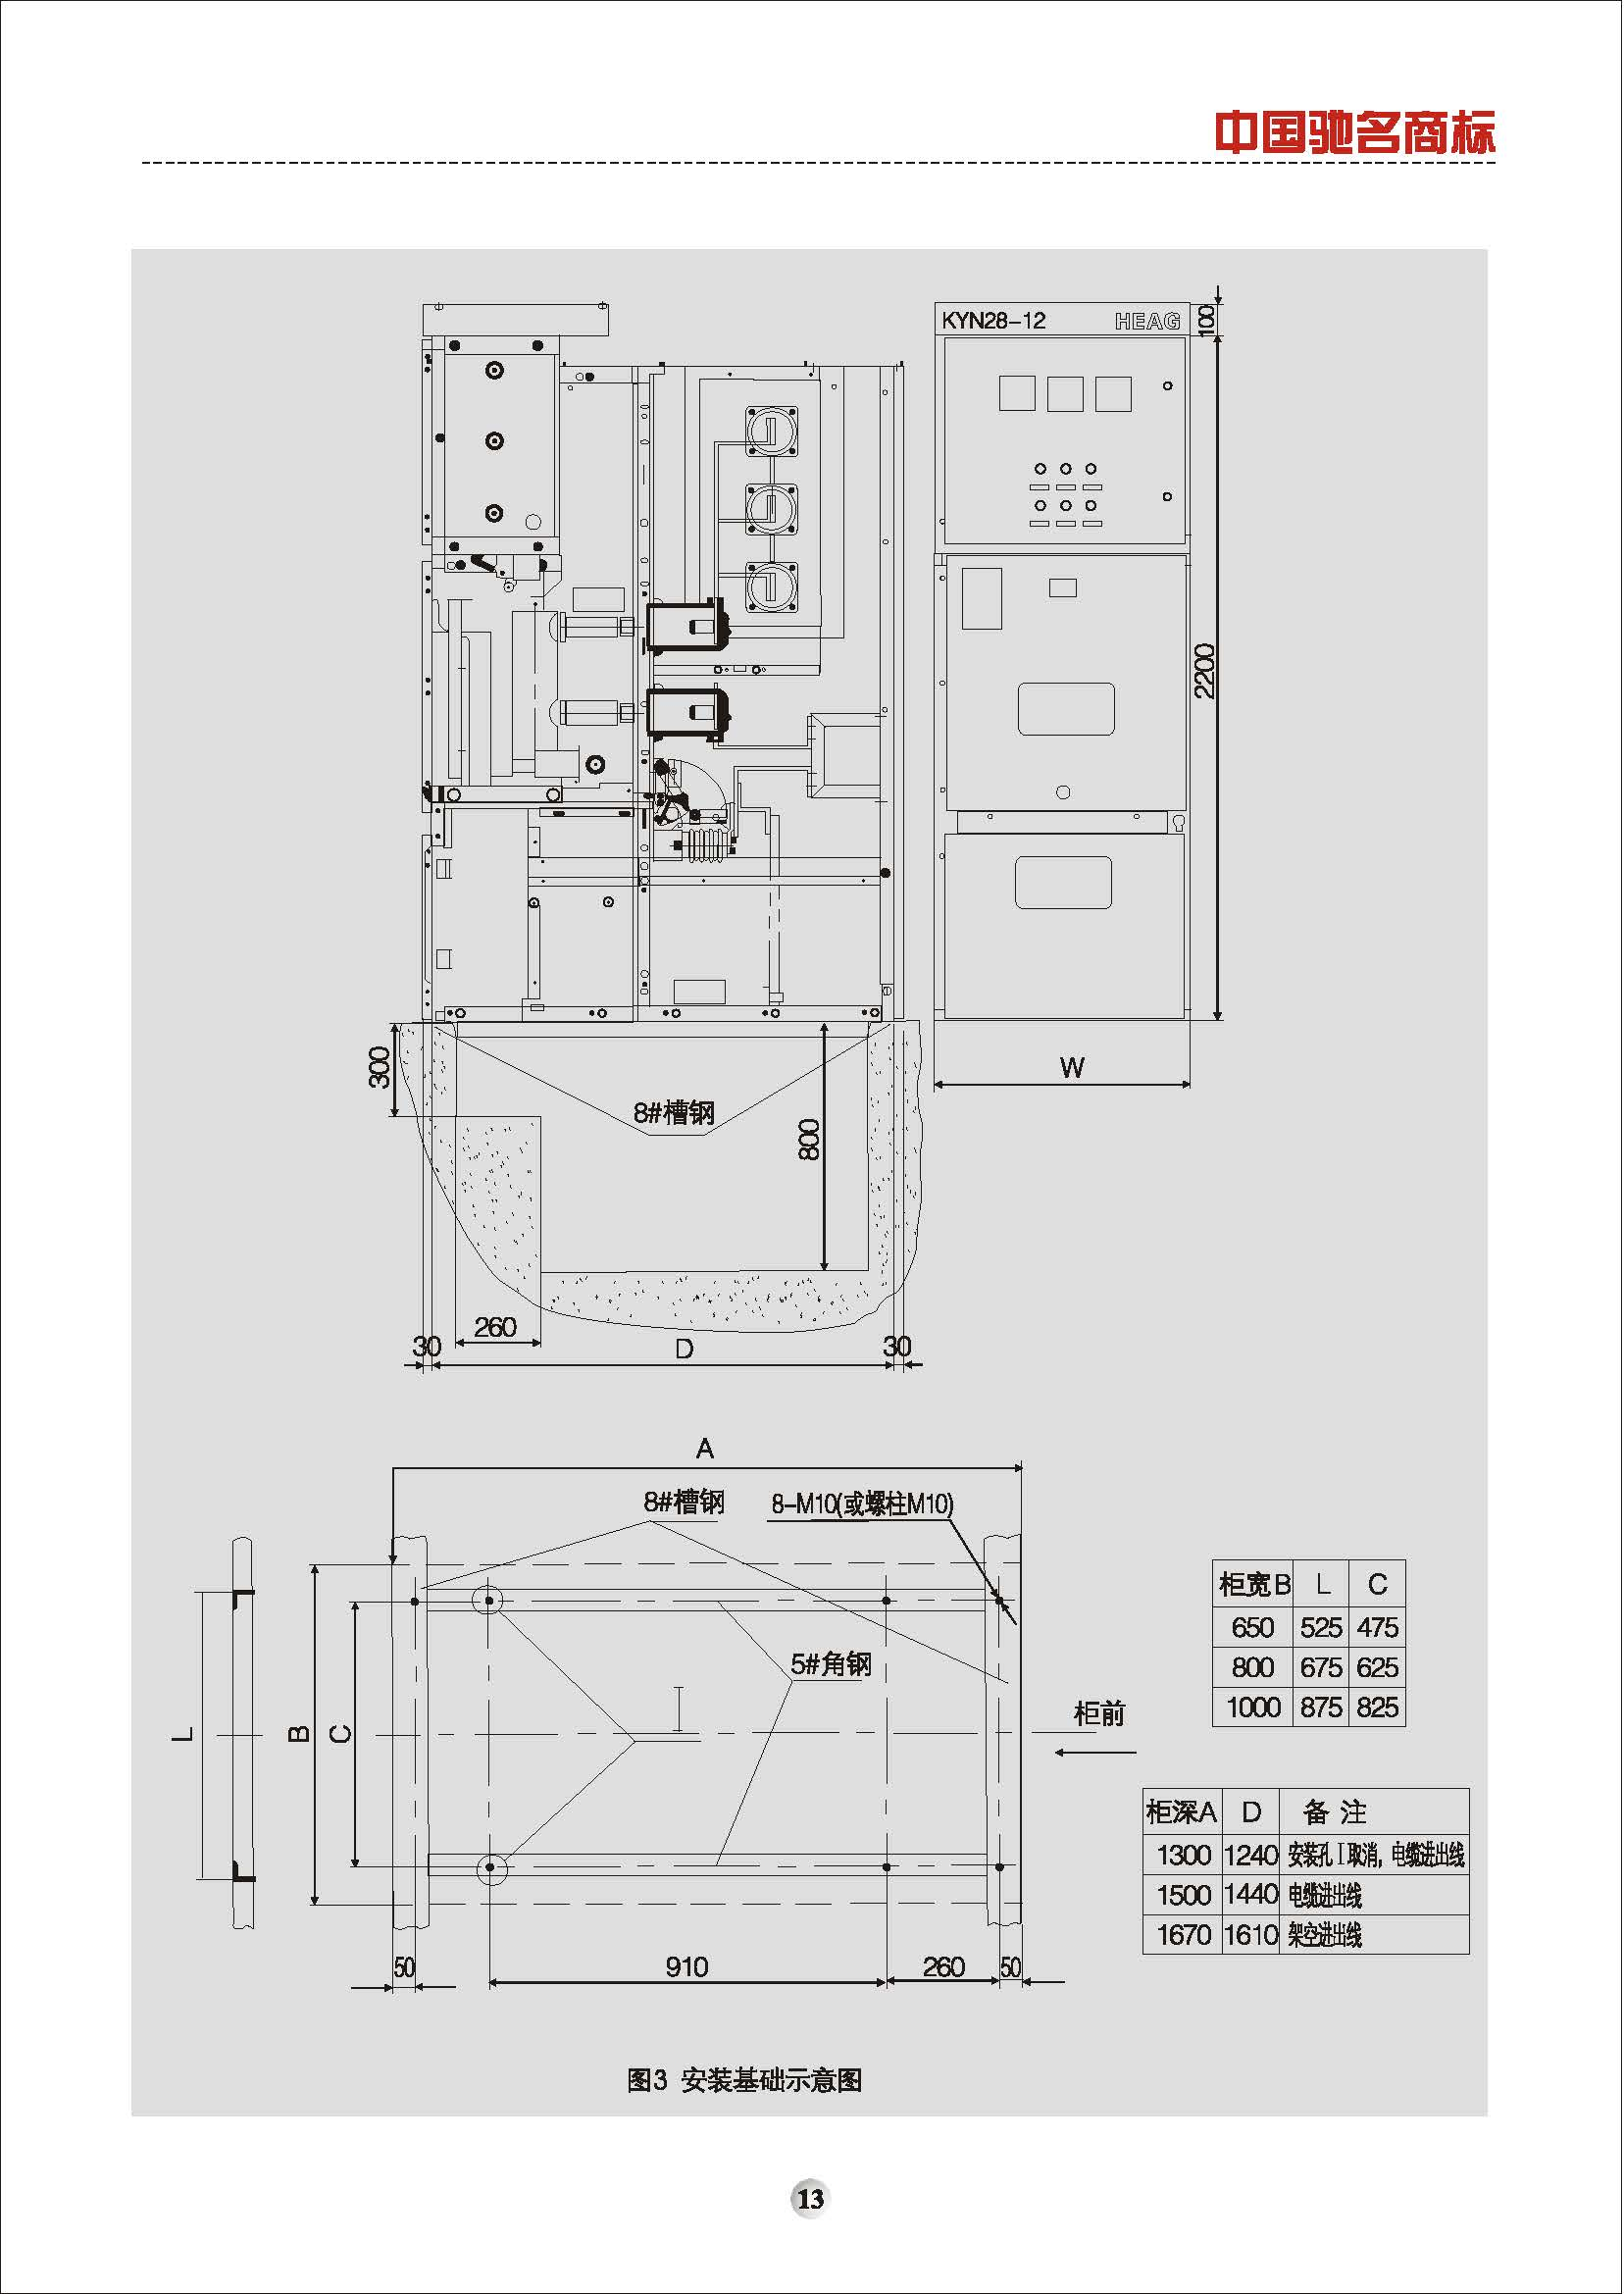 中国驰名商标
KYN28-12 HEAG
100
2200
W
300
8#槽钢
800
260
30 D 30
A
8#槽钢 8-M10(或螺柱M10)
5#角钢
I
L B C
柜前
50 910 260 50
柜宽B L C
650 525 475
800 675 625
1000 875 825
柜深A D 备 注
1300 1240 安装孔I取消，电缆进出线
1500 1440 电缆进出线
1670 1610 架空进出线
图3 安装基础示意图
13